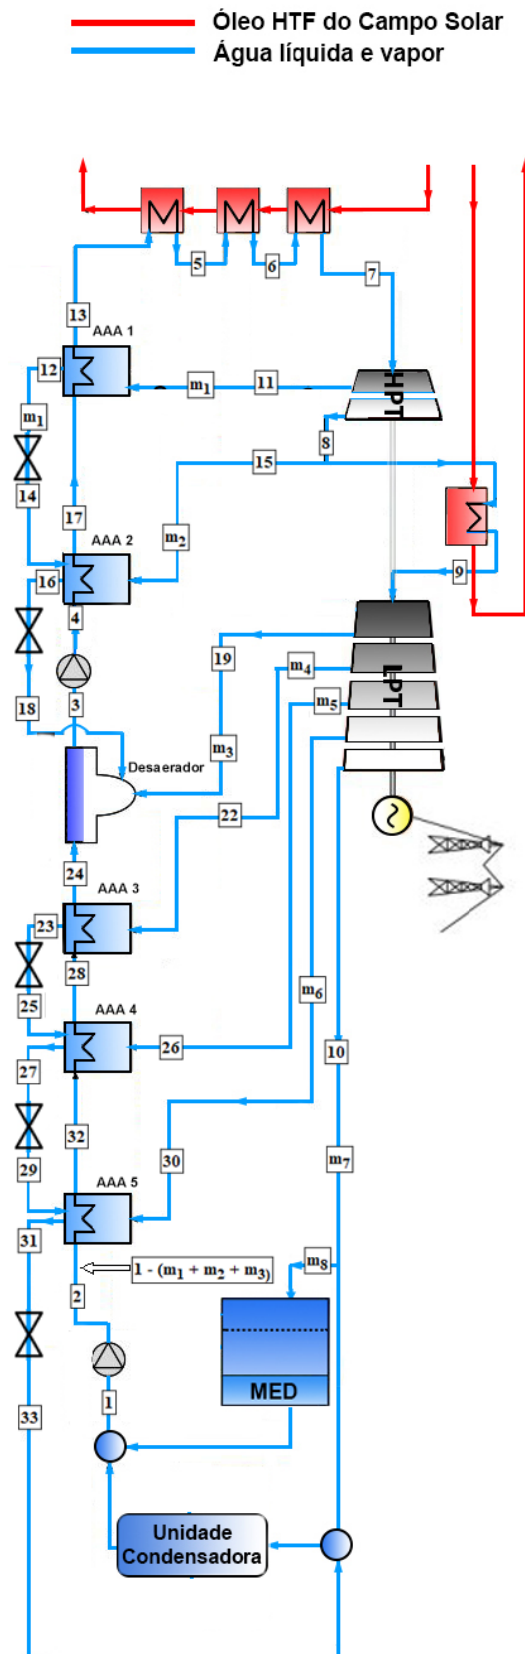 Óleo HTF do Campo Solar
Água líquida e vapor
5
6
7
13
AAA 1
12
m1
11
HPT
m1
8
15
14
17
m2
AAA 2
16
9
4
19
m4
LPT
m5
3
18
m3
Desaerador
22
24
AAA 3
23
28
m6
25
AAA 4
26
10
27
32
m7
30
29
AAA 5
31
1 - (m1 + m2 + m3)
m8
2
MED
1
33
Unidade
Condensadora